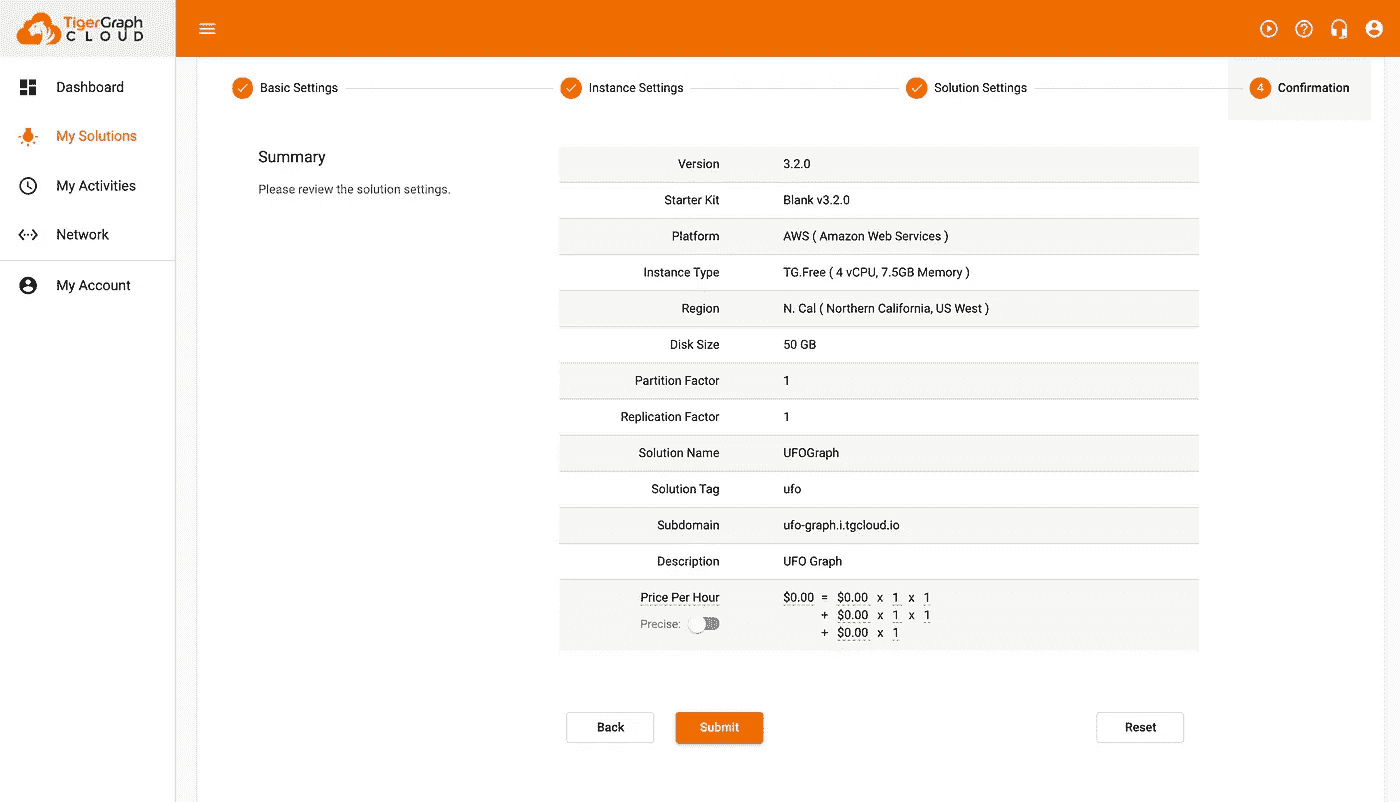 TigerGraph
CLOUD
Dashboard
My Solutions
My Activities
Network
My Account
Basic Settings
Instance Settings
Solution Settings
4 Confirmation
Summary
Please review the solution settings.
Version 3.2.0
Starter Kit Blank v3.2.0
Platform AWS ( Amazon Web Services )
Instance Type TG.Free ( 4 vCPU, 7.5GB Memory )
Region N. Cal ( Northern California, US West )
Disk Size 50 GB
Partition Factor 1
Replication Factor 1
Solution Name UFOGraph
Solution Tag ufo
Subdomain ufo-graph.i.tgcloud.io
Description UFO Graph
Price Per Hour $0.00 = $0.00 x 1 x 1
+ $0.00 x 1 x 1
Precise: + $0.00 x 1
Back Submit Reset